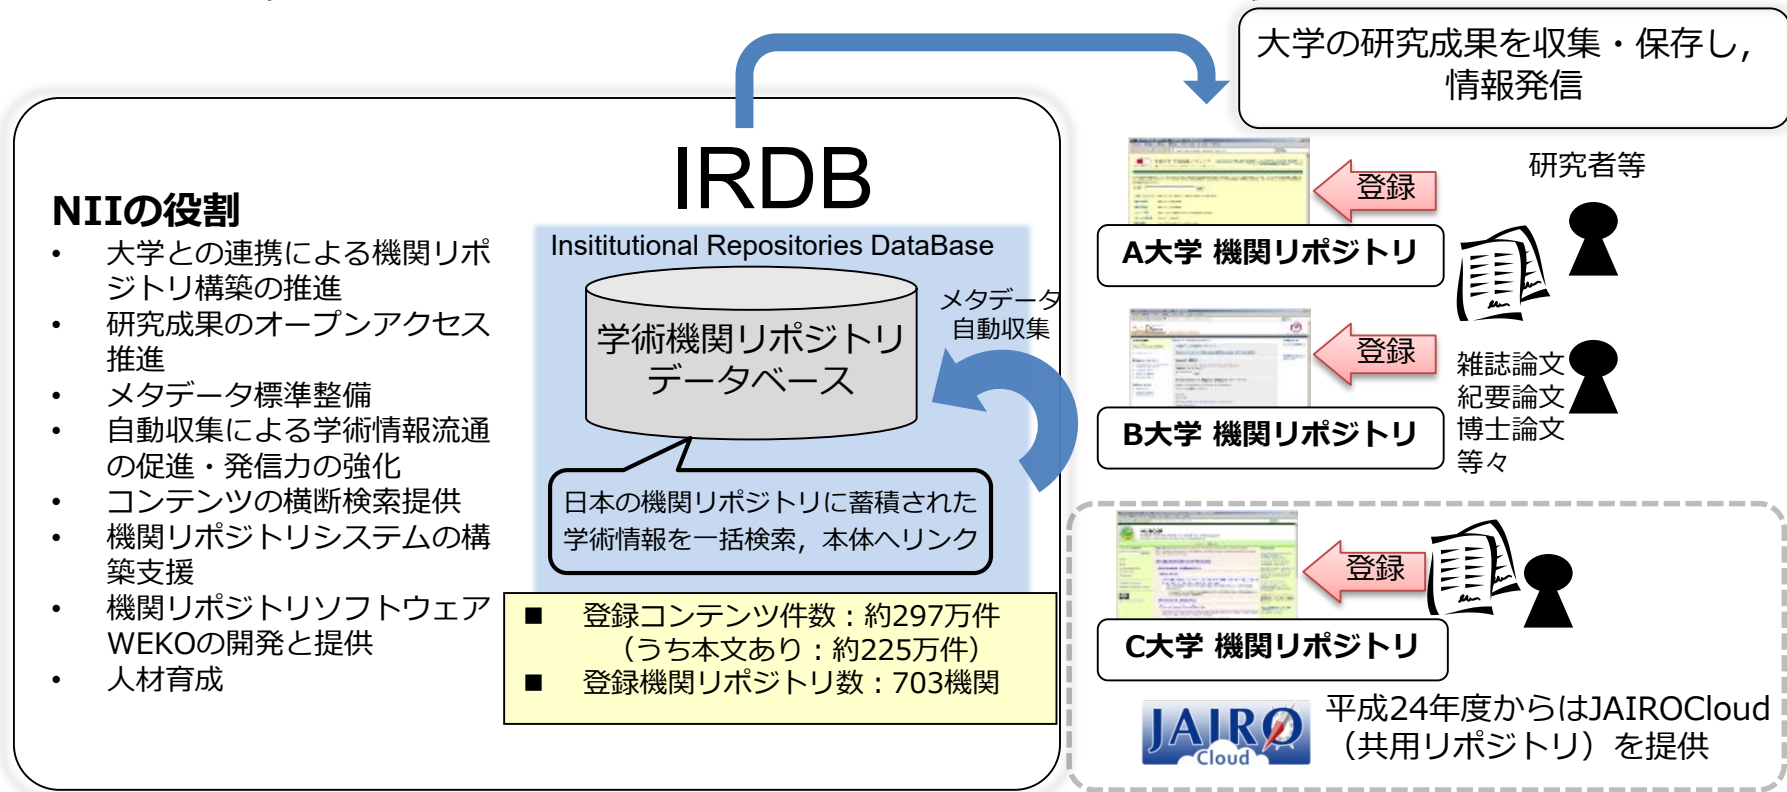 大学の研究成果を収集・保存し,
情報発信
IRDB
NIIの役割
• 大学との連携による機関リポ
ジトリ構築の推進
• 研究成果のオープンアクセス
推進
• メタデータ標準整備
• 自動収集による学術情報流通
の促進・発信力の強化
• コンテンツの横断検索提供
• 機関リポジトリシステムの構
築支援
• 機関リポジトリソフトウェア
WEKOの開発と提供
• 人材育成
Insititutional Repositories DataBase
学術機関リポジトリ
データベース
メタデータ
自動収集
日本の機関リポジトリに蓄積された
学術情報を一括検索,本体へリンク
■ 登録コンテンツ件数：約297万件
（うち本文あり：約225万件）
■ 登録機関リポジトリ数：703機関
登録
研究者等
A大学 機関リポジトリ
登録
B大学 機関リポジトリ
雑誌論文
紀要論文
博士論文
等々
登録
C大学 機関リポジトリ
JAIRO
Cloud
平成24年度からはJAIROCloud
（共用リポジトリ）を提供